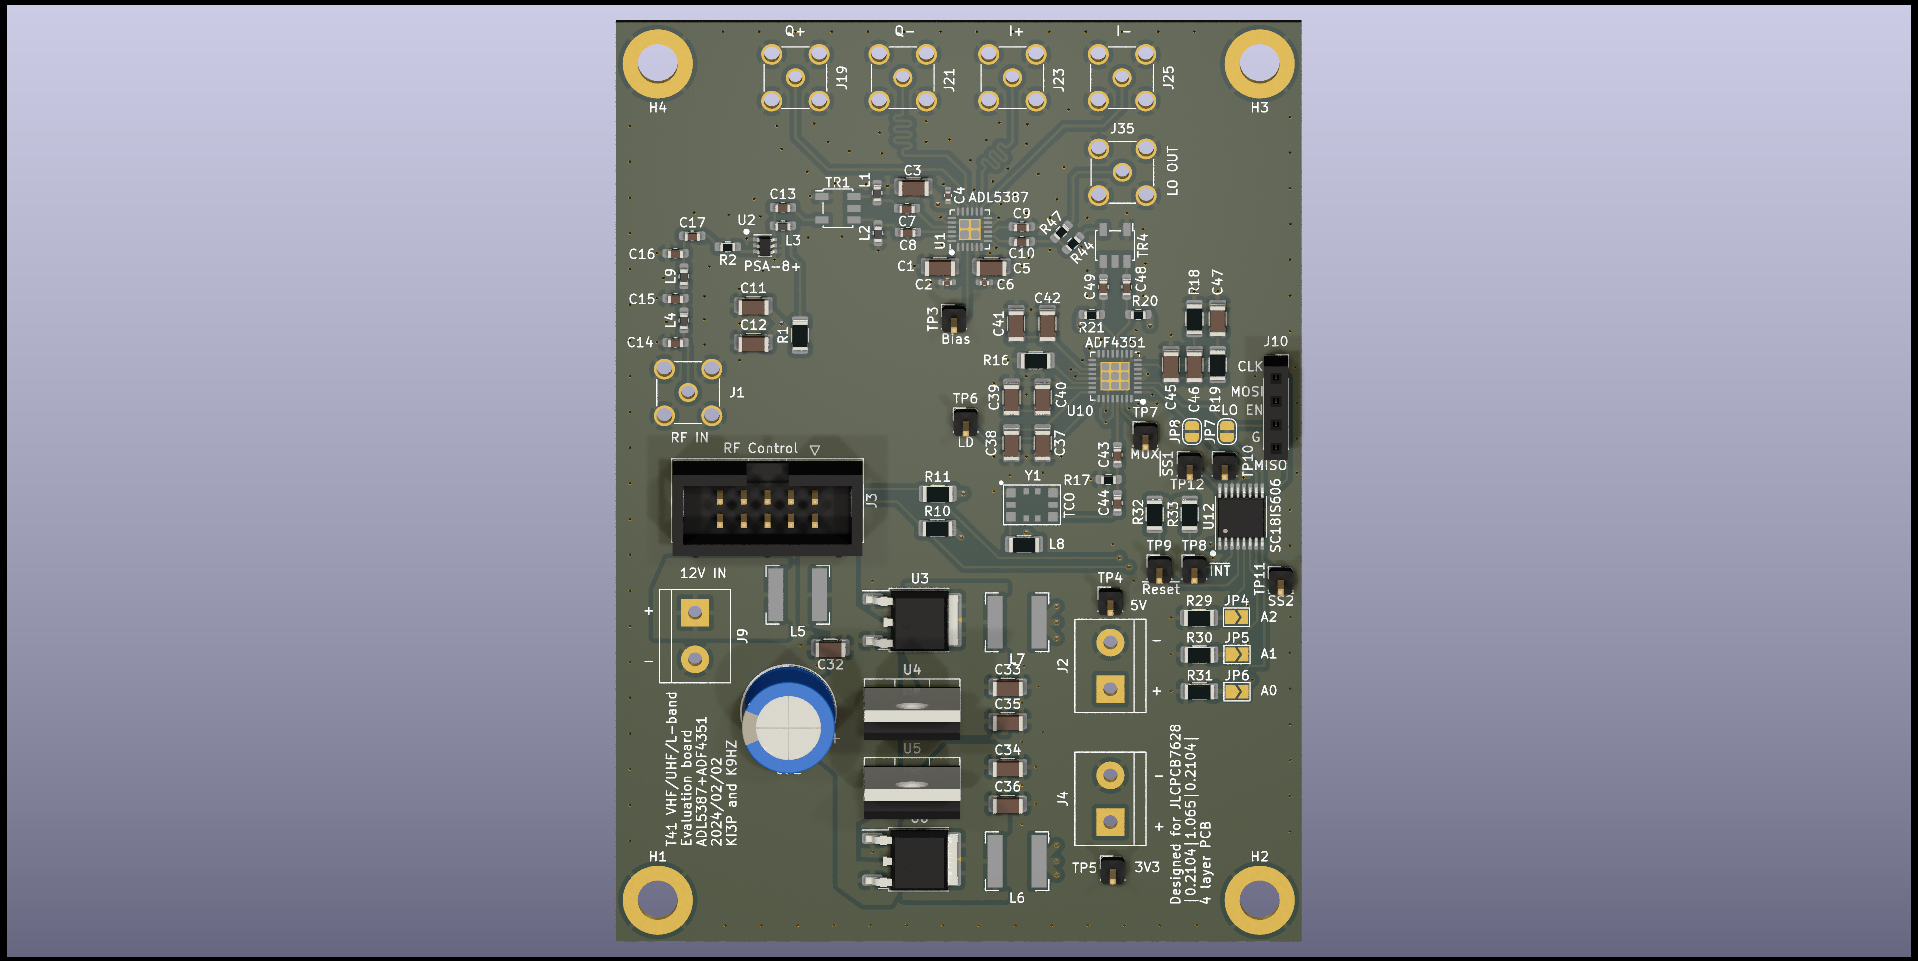 Q+
Q-
I+
I-
J19
J21
J23
J25
H4
H3
J35
LO OUT
TR1
L1
C3
C4
ADL5387
C13
C17
U2
L3
L2
C7
C8
U1
C9
C10
R47
R44
TR4
C16
R2
PSA-8+
C1
C2
C5
C6
L9
C15
L4
C14
C11
C12
R1
TP3
Bias
C41
C42
C49
C48
R20
R21
R18
C47
ADF4351
R16
J10
CLK
MOSI
EN
G
MISO
J1
RF IN
TP6
LD
C39
C40
C38
C37
U10
C45
C46
R19
TP7
MUX
JP8
JP7
LO
SS1
TP10
TP12
RF Control
J3
R11
R10
Y1
TCO
L8
C43
R17
C44
R32
R33
U12
SC18IS606
TP9
TP8
INT
Reset
TP11
SS2
12V IN
+
-
J9
L5
C32
U3
L7
TP4
5V
J2
-
+
R29
JP4
A2
R30
JP5
A1
R31
JP6
A0
U4
C33
C35
U5
C34
C36
J4
-
+
L6
TP5
3V3
T41 VHF/UHF/L-band
Evaluation board
ADL5387+ADF4351
2024/02/02
KI3P and K9HZ
Designed for JLCPCB7628
|0.2104|1.065|0.2104|
4 layer PCB
H1
H2